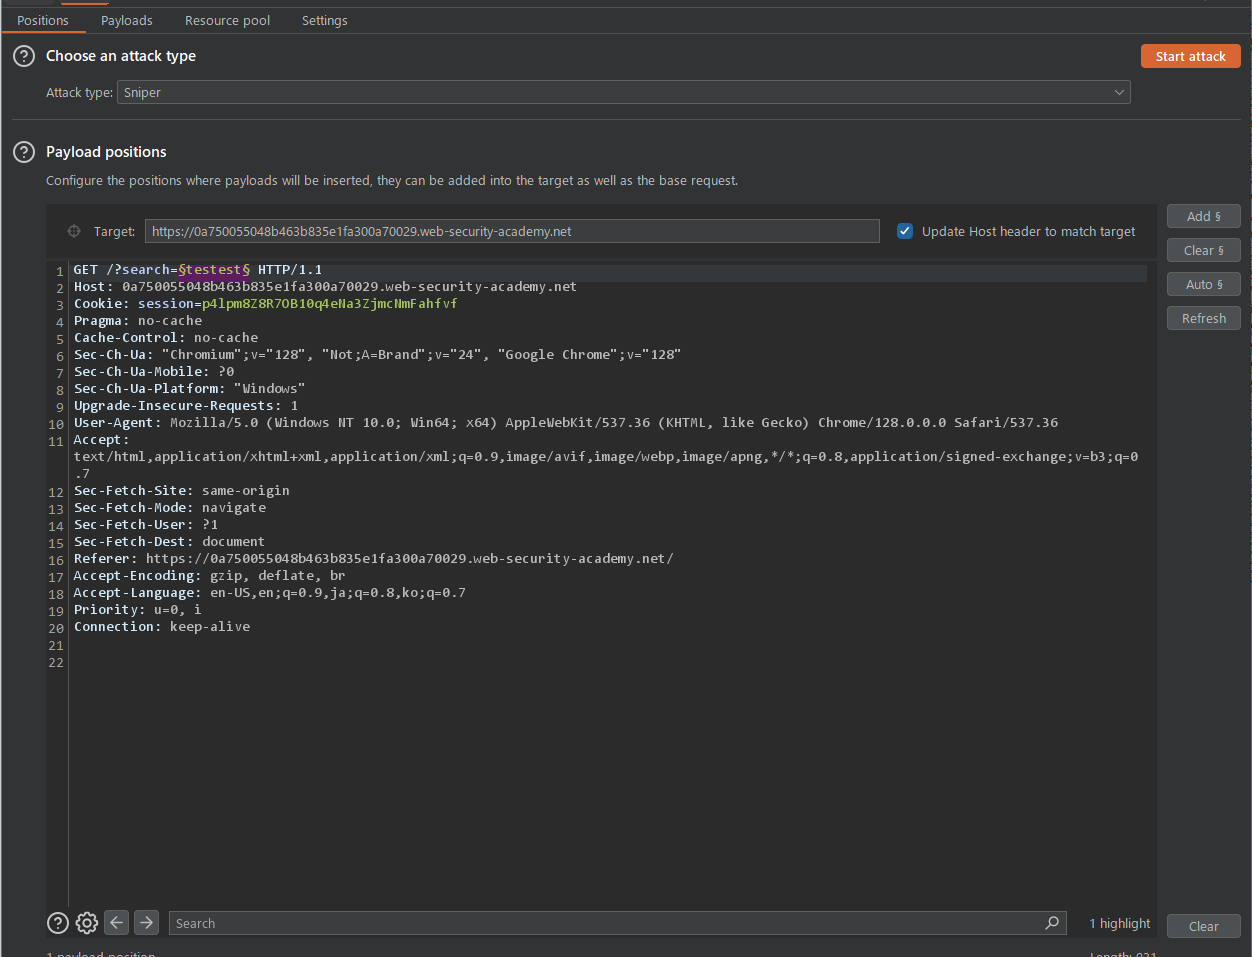 Positions Payloads Resource pool Settings
Choose an attack type
Start attack
Attack type: Sniper
Payload positions
Configure the positions where payloads will be inserted, they can be added into the target as well as the base request.
Target: https://0a750055048b463b835e1fa300a70029.web-security-academy.net Update Host header to match target
Add §
Clear §
Auto §
Refresh
1 GET /?search=§testest§ HTTP/1.1
2 Host: 0a750055048b463b835e1fa300a70029.web-security-academy.net
3 Cookie: session=p4lpm8Z8R7OB10q4eNa3ZjmcNmFahfvf
4 Pragma: no-cache
5 Cache-Control: no-cache
6 Sec-Ch-Ua: "Chromium";v="128", "Not;A=Brand";v="24", "Google Chrome";v="128"
7 Sec-Ch-Ua-Mobile: ?0
8 Sec-Ch-Ua-Platform: "Windows"
9 Upgrade-Insecure-Requests: 1
10 User-Agent: Mozilla/5.0 (Windows NT 10.0; Win64; x64) AppleWebKit/537.36 (KHTML, like Gecko) Chrome/128.0.0.0 Safari/537.36
11 Accept:
text/html,application/xhtml+xml,application/xml;q=0.9,image/avif,image/webp,image/apng,*/*;q=0.8,application/signed-exchange;v=b3;q=0
.7
12 Sec-Fetch-Site: same-origin
13 Sec-Fetch-Mode: navigate
14 Sec-Fetch-User: ?1
15 Sec-Fetch-Dest: document
16 Referer: https://0a750055048b463b835e1fa300a70029.web-security-academy.net/
17 Accept-Encoding: gzip, deflate, br
18 Accept-Language: en-US,en;q=0.9,ja;q=0.8,ko;q=0.7
19 Priority: u=0, i
20 Connection: keep-alive
21
22
Search
1 highlight
Clear
1 payload position
Length: 931